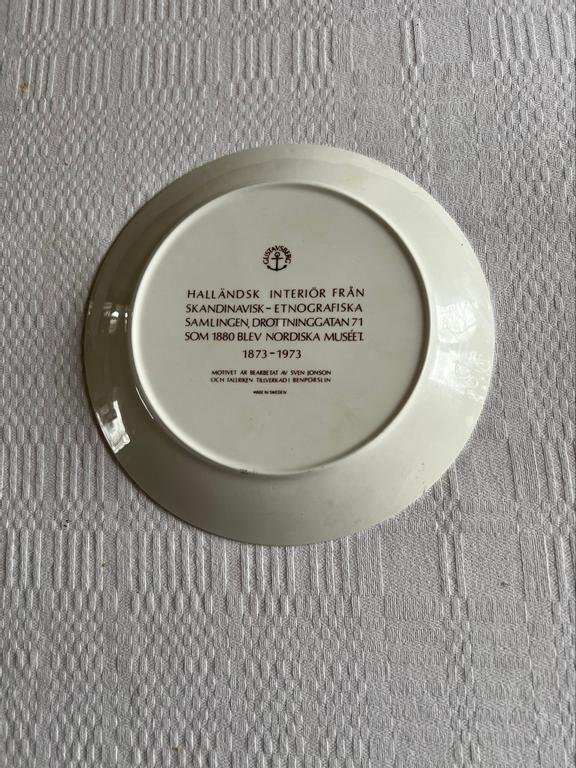 GUSTAVSBERG
HALLÄNDSK INTERIÖR FRÅN
SKANDINAVISK-ETNOGRAFISKA
SAMLINGEN, DROTTNINGGATAN 71
SOM 1880 BLEV NORDISKA MUSÉET.
1873-1973
MOTIVET ÄR BEARBETAT AV SVEN JONSON
OCH TALLRIKEN TILLVERKAD I BENPORSLIN
MADE IN SWEDEN